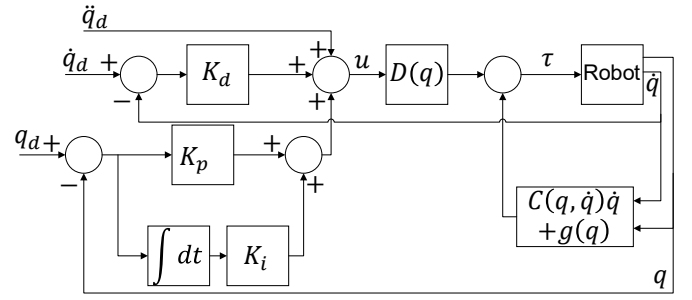 q̈_d
q̇_d + K_d + + u D(q) τ Robot
− + q̇
q_d + K_p +
− + C(q, q̇)q̇
+g(q)
∫ dt K_i
q